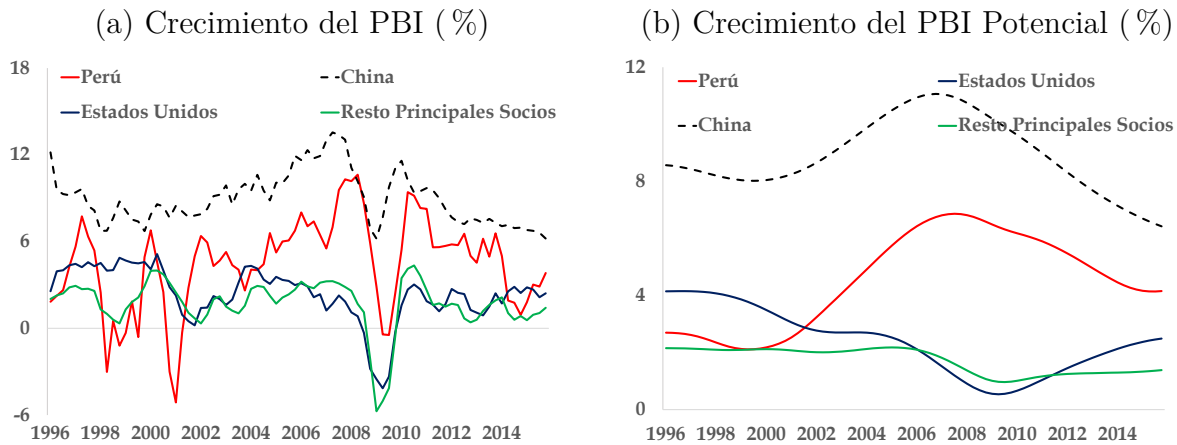 (a) Crecimiento del PBI (%)
18
12
6
0
-6
Perú
China
Estados Unidos
Resto Principales Socios
1996 1998 2000 2002 2004 2006 2008 2010 2012 2014
(b) Crecimiento del PBI Potencial (%)
12
8
4
0
Perú
Estados Unidos
China
Resto Principales Socios
1996 1998 2000 2002 2004 2006 2008 2010 2012 2014